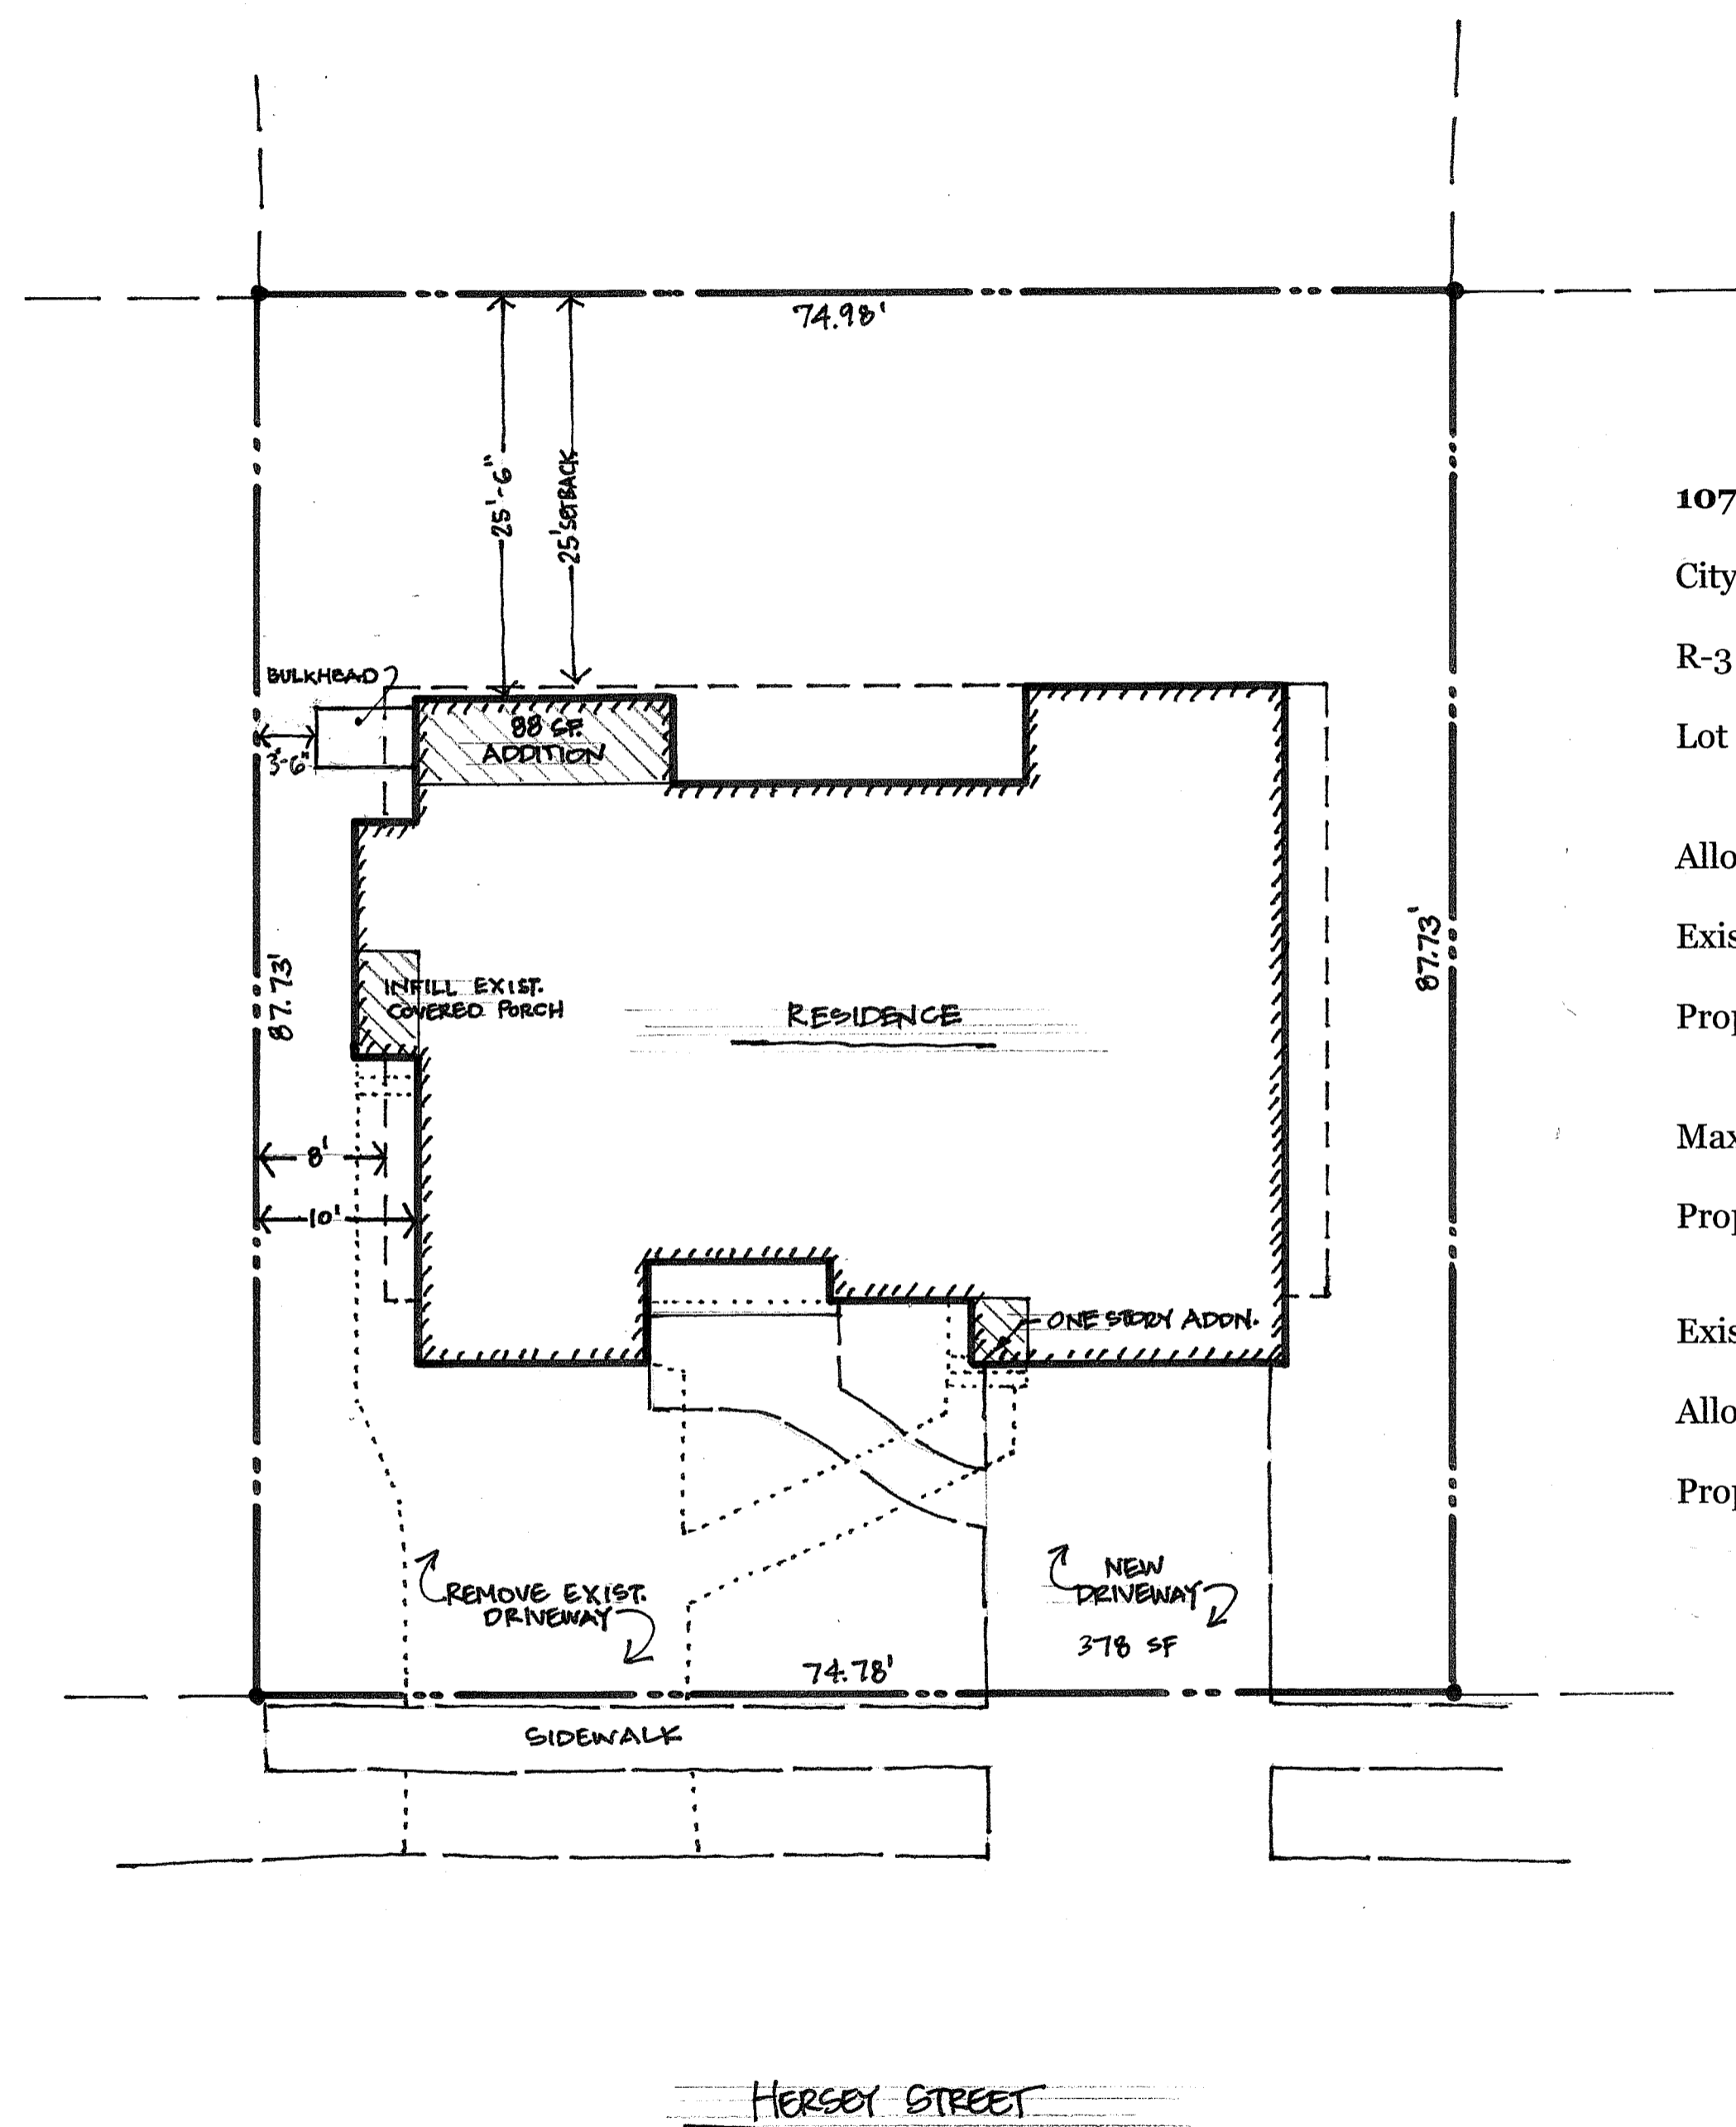 74.98'
25'-6"
25' SETBACK
BULKHEAD
3'-6"
88 SF.
ADDITION
107
City
R-3
Lot
Allo
Exis
Prop
Max
Prop
Exis
Allo
Prop
87.73'
87.73'
INFILL EXIST.
COVERED PORCH
RESIDENCE
8'
10'
ONE STORY ADDN.
REMOVE EXIST.
DRIVEWAY
NEW
DRIVEWAY
378 SF
74.78'
SIDEWALK
HERSEY STREET